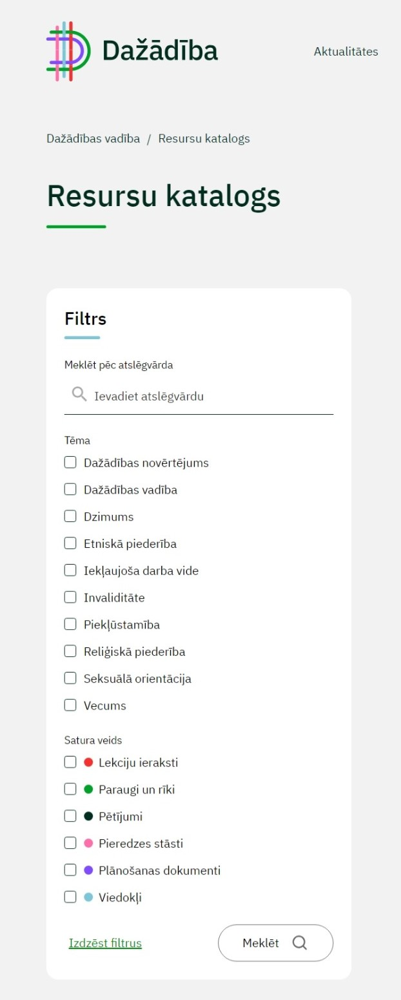 Dažādība
Aktualitātes
Dažādības vadība / Resursu katalogs
Resursu katalogs
Filtrs
Meklēt pēc atslēgvārda
Ievadiet atslēgvārdu
Tēma
Dažādības novērtējums
Dažādības vadība
Dzimums
Etniskā piederība
Iekļaujoša darba vide
Invaliditāte
Piekļūstamība
Reliģiskā piederība
Seksuālā orientācija
Vecums
Satura veids
Lekciju ieraksti
Paraugi un rīki
Pētījumi
Pieredzes stāsti
Plānošanas dokumenti
Viedokļi
Izdzēst filtrus
Meklēt